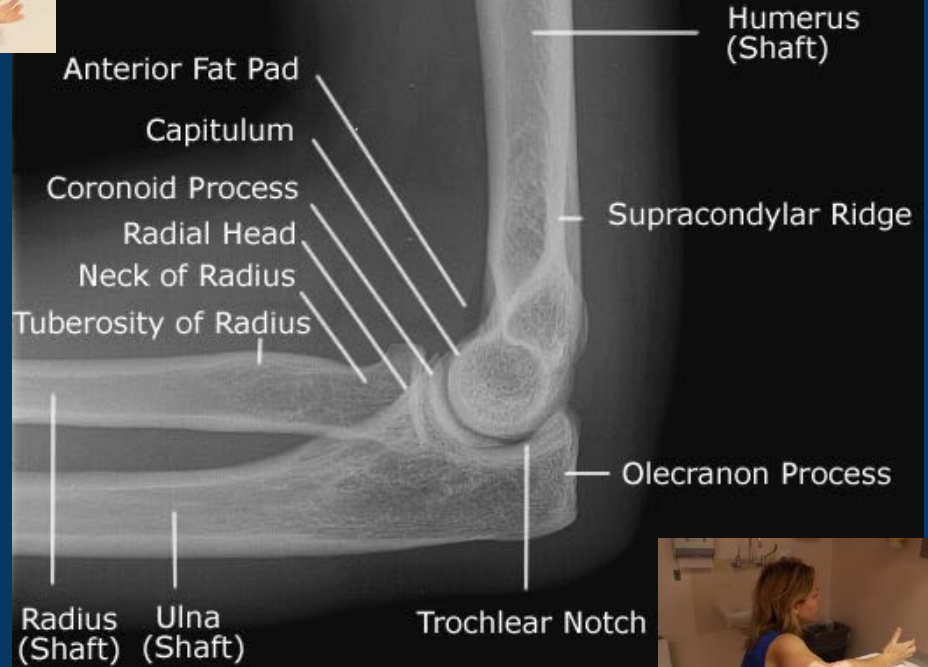 Humerus
(Shaft)
Anterior Fat Pad
Capitulum
Coronoid Process
Supracondylar Ridge
Radial Head
Neck of Radius
Tuberosity of Radius
Olecranon Process
Radius
(Shaft)
Ulna
(Shaft)
Trochlear Notch